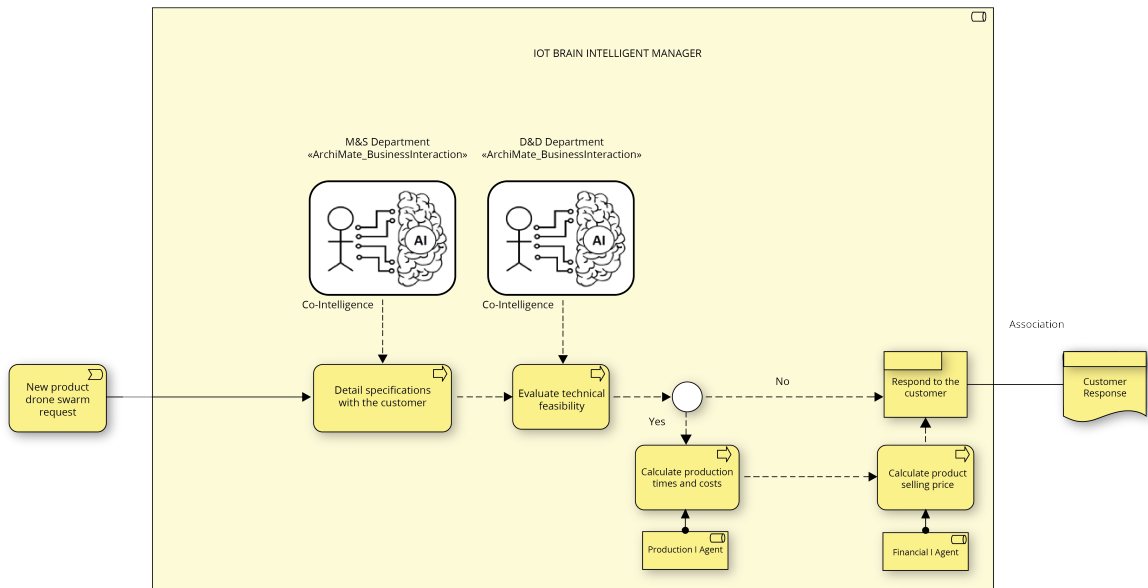 IOT BRAIN INTELLIGENT MANAGER
M&S Department
«ArchiMate_BusinessInteraction»
D&D Department
«ArchiMate_BusinessInteraction»
AI
AI
Co-Intelligence
Co-Intelligence
Association
New product
drone swarm
request
Detail specifications
with the customer
Evaluate technical
feasibility
No
Yes
Respond to the
customer
Customer
Response
Calculate production
times and costs
Calculate product
selling price
Production I Agent
Financial I Agent